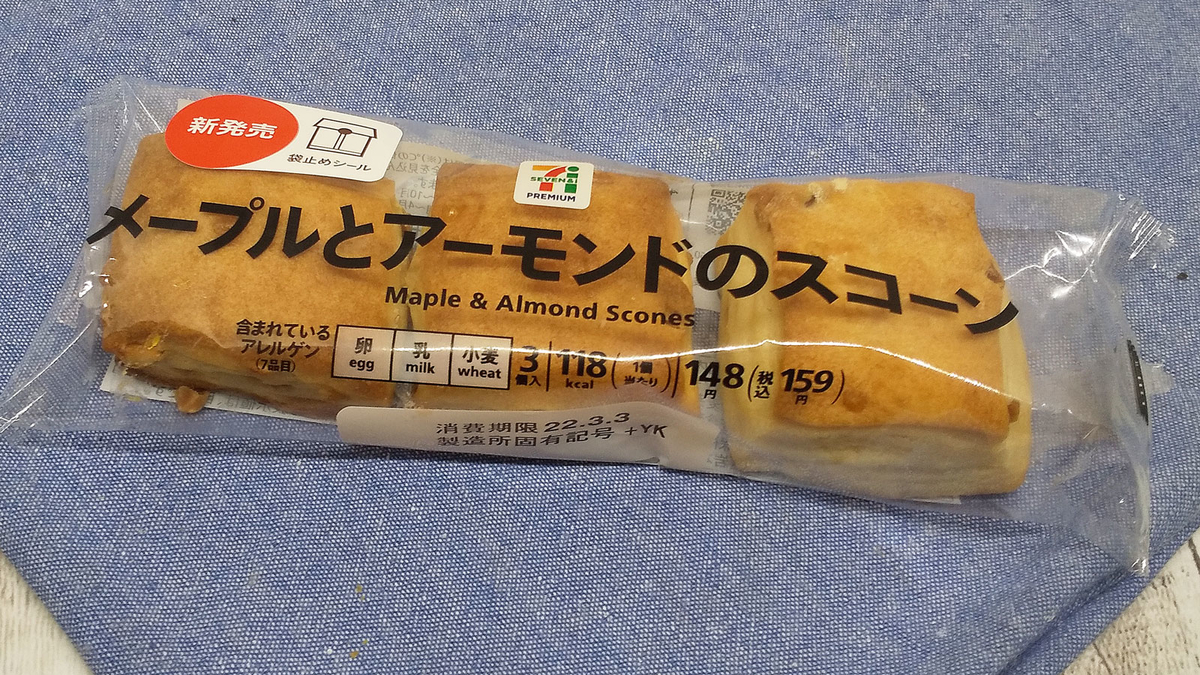 新発売
袋止めシール
SEVEN&i
PREMIUM
メープルとアーモンドのスコーン
Maple & Almond Scones
含まれている
アレルゲン
(7品目)
卵
egg
乳
milk
小麦
wheat
3
個入
118
kcal
(1個
当たり)
148
円
(税
込
159
円)
消費期限 22.3.3
製造所固有記号 +YK